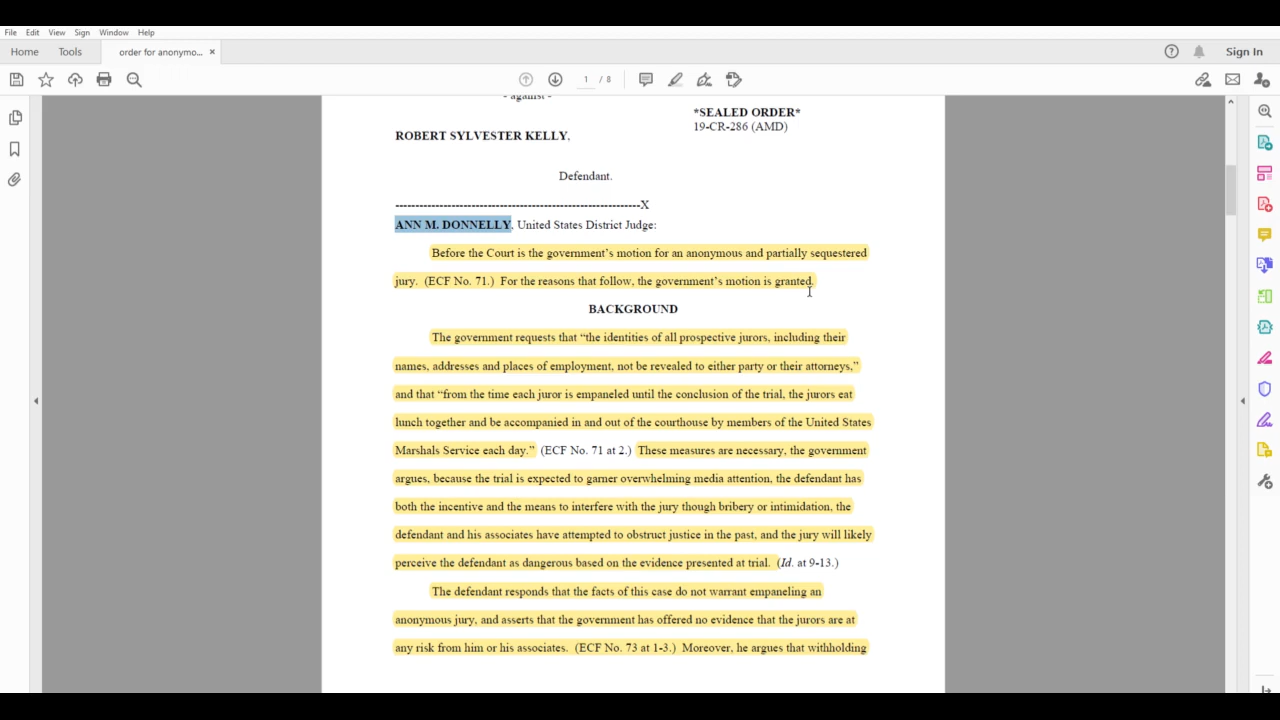 File Edit View Sign Window Help
Home Tools order for anonymo... × Sign In
1 / 8
- against -
*SEALED ORDER*
19-CR-286 (AMD)
ROBERT SYLVESTER KELLY,
Defendant.
-------------------------------------------------------------X
ANN M. DONNELLY, United States District Judge:
Before the Court is the government’s motion for an anonymous and partially sequestered
jury. (ECF No. 71.) For the reasons that follow, the government’s motion is granted.
BACKGROUND
The government requests that “the identities of all prospective jurors, including their
names, addresses and places of employment, not be revealed to either party or their attorneys,”
and that “from the time each juror is empaneled until the conclusion of the trial, the jurors eat
lunch together and be accompanied in and out of the courthouse by members of the United States
Marshals Service each day.” (ECF No. 71 at 2.) These measures are necessary, the government
argues, because the trial is expected to garner overwhelming media attention, the defendant has
both the incentive and the means to interfere with the jury though bribery or intimidation, the
defendant and his associates have attempted to obstruct justice in the past, and the jury will likely
perceive the defendant as dangerous based on the evidence presented at trial. (Id. at 9-13.)
The defendant responds that the facts of this case do not warrant empaneling an
anonymous jury, and asserts that the government has offered no evidence that the jurors are at
any risk from him or his associates. (ECF No. 73 at 1-3.) Moreover, he argues that withholding